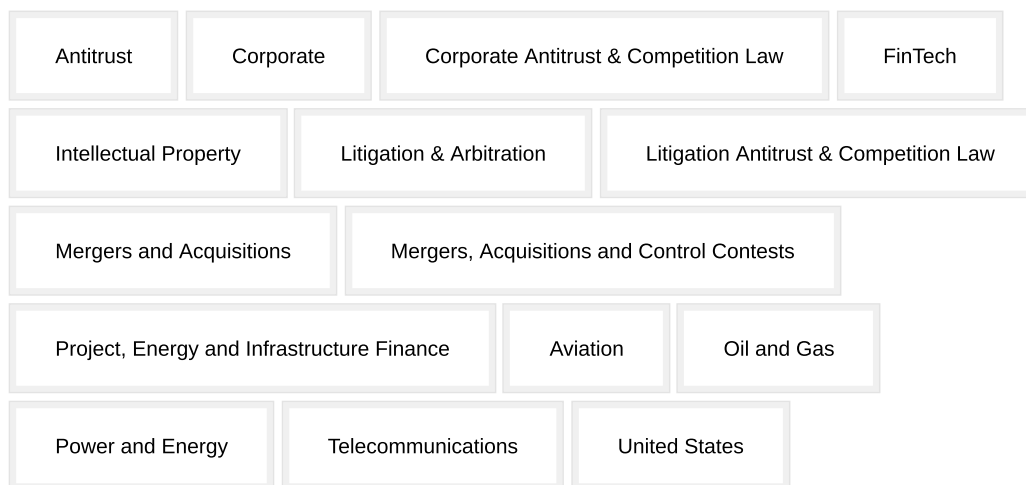 Antitrust Corporate Corporate Antitrust & Competition Law FinTech
Intellectual Property Litigation & Arbitration Litigation Antitrust & Competition Law
Mergers and Acquisitions Mergers, Acquisitions and Control Contests
Project, Energy and Infrastructure Finance Aviation Oil and Gas
Power and Energy Telecommunications United States